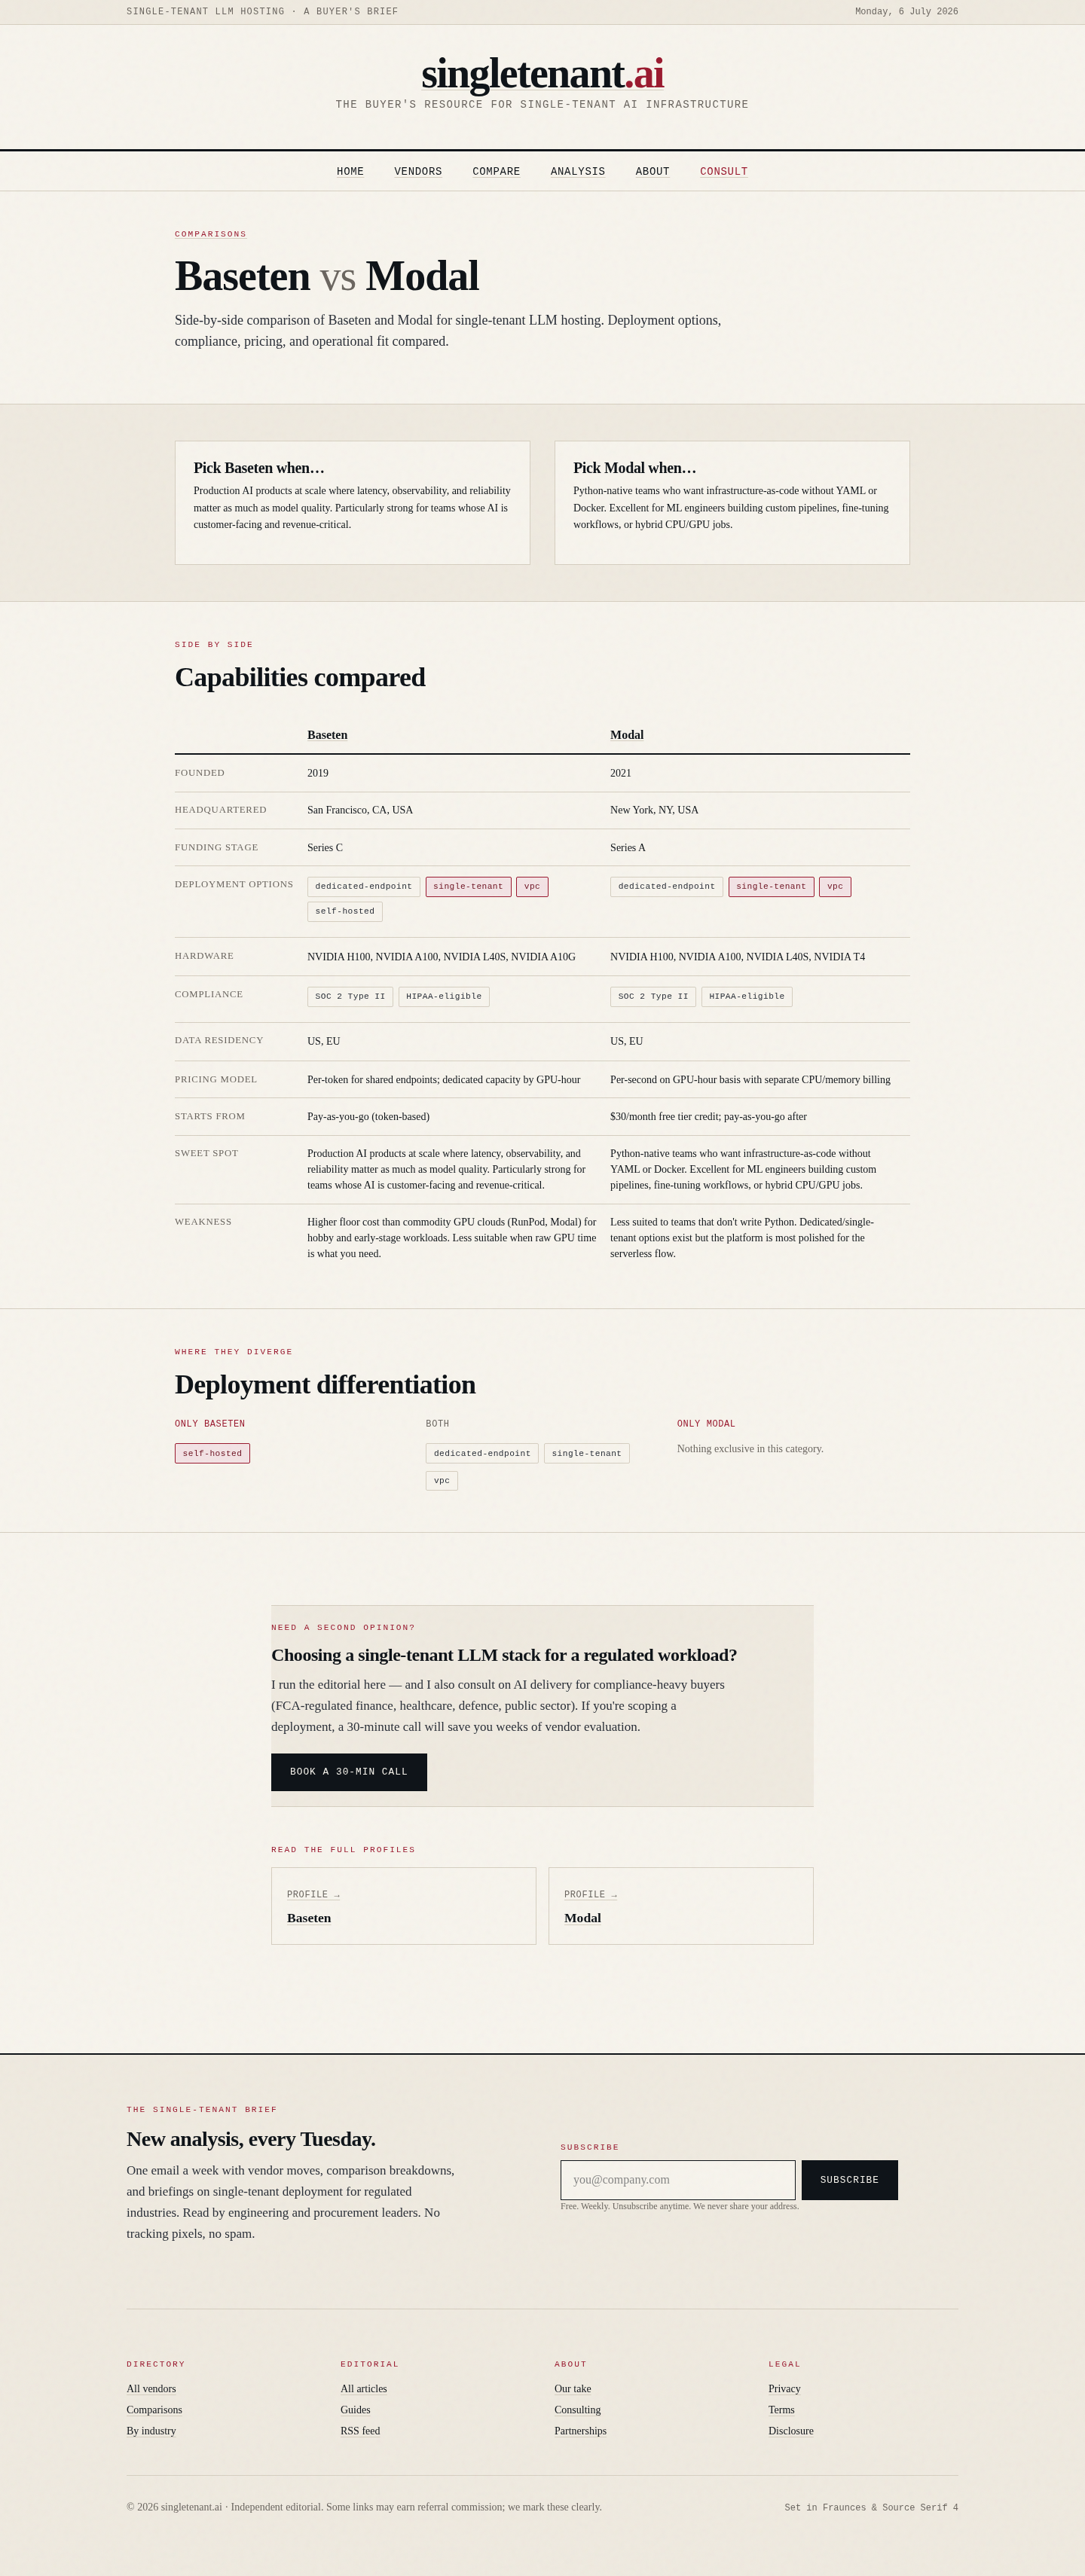 SINGLE-TENANT LLM HOSTING · A BUYER'S BRIEF
Monday, 6 July 2026
singletenant.ai
THE BUYER'S RESOURCE FOR SINGLE-TENANT AI INFRASTRUCTURE
HOME VENDORS COMPARE ANALYSIS ABOUT CONSULT
COMPARISONS
Baseten vs Modal
Side-by-side comparison of Baseten and Modal for single-tenant LLM hosting. Deployment options,
compliance, pricing, and operational fit compared.
Pick Baseten when…
Production AI products at scale where latency, observability, and reliability
matter as much as model quality. Particularly strong for teams whose AI is
customer-facing and revenue-critical.
Pick Modal when…
Python-native teams who want infrastructure-as-code without YAML or
Docker. Excellent for ML engineers building custom pipelines, fine-tuning
workflows, or hybrid CPU/GPU jobs.
SIDE BY SIDE
Capabilities compared
Baseten Modal
FOUNDED 2019 2021
HEADQUARTERED San Francisco, CA, USA New York, NY, USA
FUNDING STAGE Series C Series A
DEPLOYMENT OPTIONS dedicated-endpoint single-tenant vpc dedicated-endpoint single-tenant vpc
self-hosted
HARDWARE NVIDIA H100, NVIDIA A100, NVIDIA L40S, NVIDIA A10G NVIDIA H100, NVIDIA A100, NVIDIA L40S, NVIDIA T4
COMPLIANCE SOC 2 Type II HIPAA-eligible SOC 2 Type II HIPAA-eligible
DATA RESIDENCY US, EU US, EU
PRICING MODEL Per-token for shared endpoints; dedicated capacity by GPU-hour Per-second on GPU-hour basis with separate CPU/memory billing
STARTS FROM Pay-as-you-go (token-based) $30/month free tier credit; pay-as-you-go after
SWEET SPOT Production AI products at scale where latency, observability, and Python-native teams who want infrastructure-as-code without
reliability matter as much as model quality. Particularly strong for YAML or Docker. Excellent for ML engineers building custom
teams whose AI is customer-facing and revenue-critical. pipelines, fine-tuning workflows, or hybrid CPU/GPU jobs.
WEAKNESS Higher floor cost than commodity GPU clouds (RunPod, Modal) for Less suited to teams that don't write Python. Dedicated/single-
hobby and early-stage workloads. Less suitable when raw GPU time tenant options exist but the platform is most polished for the
is what you need. serverless flow.
WHERE THEY DIVERGE
Deployment differentiation
ONLY BASETEN BOTH ONLY MODAL
self-hosted dedicated-endpoint single-tenant Nothing exclusive in this category.
vpc
NEED A SECOND OPINION?
Choosing a single-tenant LLM stack for a regulated workload?
I run the editorial here — and I also consult on AI delivery for compliance-heavy buyers
(FCA-regulated finance, healthcare, defence, public sector). If you're scoping a
deployment, a 30-minute call will save you weeks of vendor evaluation.
BOOK A 30-MIN CALL
READ THE FULL PROFILES
PROFILE →
Baseten
PROFILE →
Modal
THE SINGLE-TENANT BRIEF
New analysis, every Tuesday.
One email a week with vendor moves, comparison breakdowns,
and briefings on single-tenant deployment for regulated
industries. Read by engineering and procurement leaders. No
tracking pixels, no spam.
SUBSCRIBE
you@company.com SUBSCRIBE
Free. Weekly. Unsubscribe anytime. We never share your address.
DIRECTORY EDITORIAL ABOUT LEGAL
All vendors All articles Our take Privacy
Comparisons Guides Consulting Terms
By industry RSS feed Partnerships Disclosure
© 2026 singletenant.ai · Independent editorial. Some links may earn referral commission; we mark these clearly.
Set in Fraunces & Source Serif 4